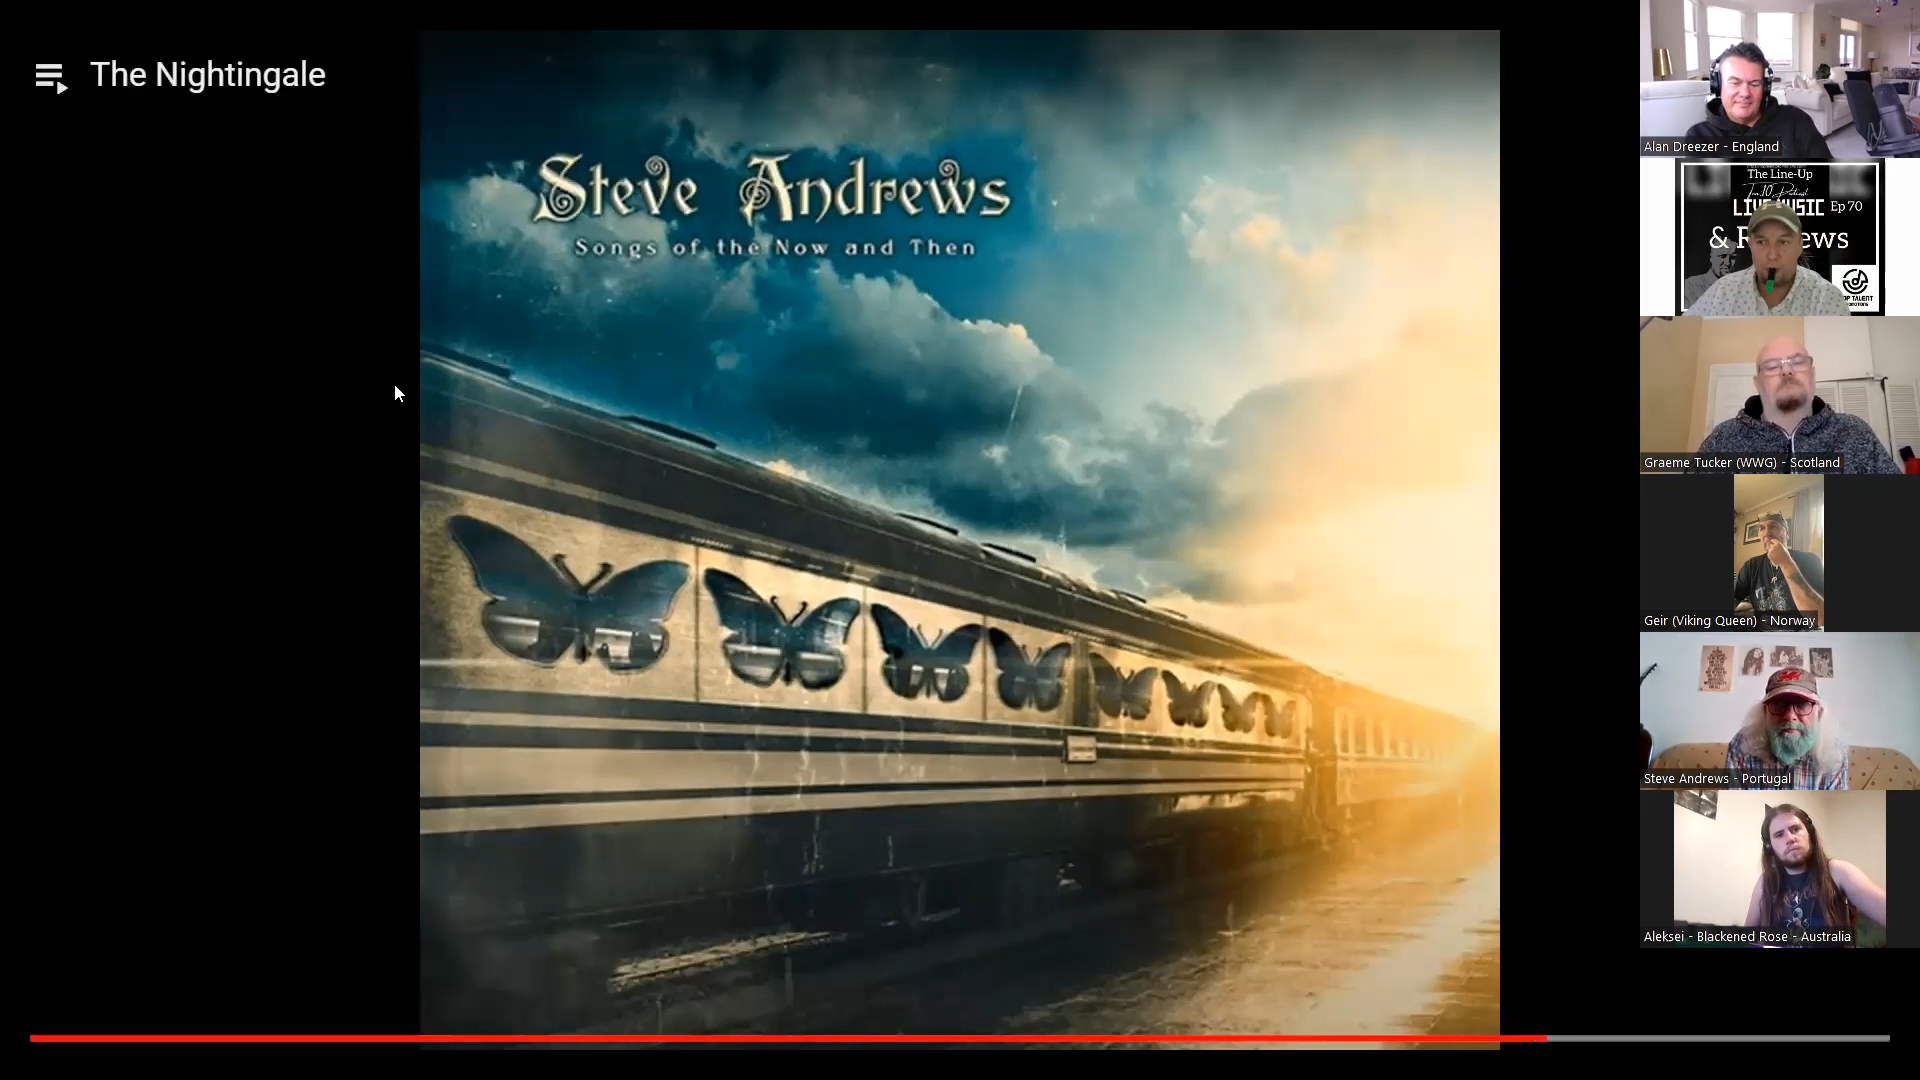 The Nightingale
Steve Andrews
Songs of the Now and Then
Alan Dreezer - England
The Line-Up
LIVE MUSIC Ep 70
Graeme Tucker (WWG) - Scotland
Geir (Viking Queen) - Norway
Steve Andrews - Portugal
Aleksei - Blackened Rose - Australia